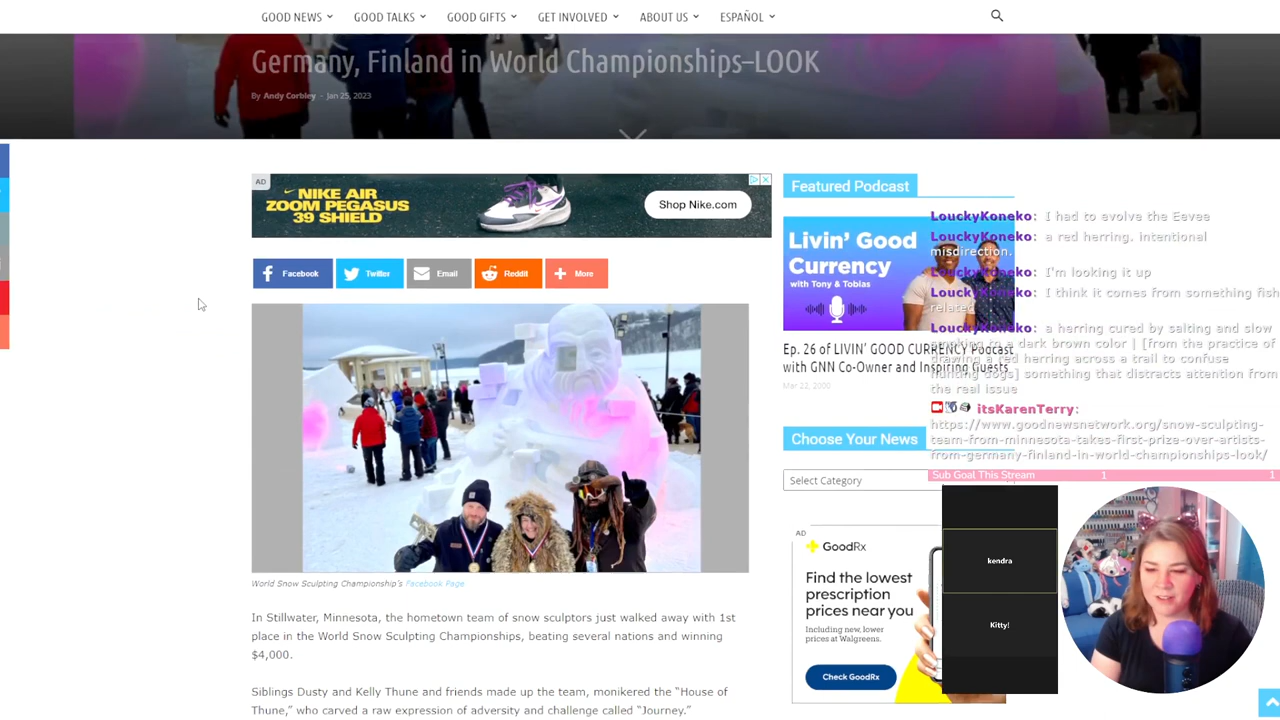 GOOD NEWS
GOOD TALKS
GOOD GIFTS
GET INVOLVED
ABOUT US
ESPAÑOL
Germany, Finland in World Championships–LOOK
By Andy Corbley - Jan 25, 2023
AD
NIKE AIR
ZOOM PEGASUS
39 SHIELD
Shop Nike.com
Facebook
Twitter
Email
Reddit
More
World Snow Sculpting Championship's Facebook Page
In Stillwater, Minnesota, the hometown team of snow sculptors just walked away with 1st
place in the World Snow Sculpting Championships, beating several nations and winning
$4,000.
Siblings Dusty and Kelly Thune and friends made up the team, monikered the “House of
Thune,” who carved a raw expression of adversity and challenge called “Journey.”
Featured Podcast
Livin’ Good
Currency
with Tony & Tobias
Ep. 26 of LIVIN’ GOOD CURRENCY Podcast
with GNN Co-Owner and Inspiring Guests
Mar 22, 2000
Choose Your News
Select Category
AD
GoodRx
Find the lowest
prescription
prices near you
Including new, lower
prices at Walgreens.
Check GoodRx
LouckyKoneko: I had to evolve the Eevee
LouckyKoneko: a red herring. intentional
misdirection.
LouckyKoneko: I'm looking it up
LouckyKoneko: I think it comes from something fish
related
LouckyKoneko: a herring cured by salting and slow
smoking to a dark brown color | [from the practice of
drawing a red herring across a trail to confuse
hunting dogs] something that distracts attention from
the real issue
itsKarenTerry:
https://www.goodnewsnetwork.org/snow-sculpting-
team-from-minnesota-takes-first-prize-over-artists-
from-germany-finland-in-world-championships-look/
Sub Goal This Stream 1 1
kendra
Kitty!